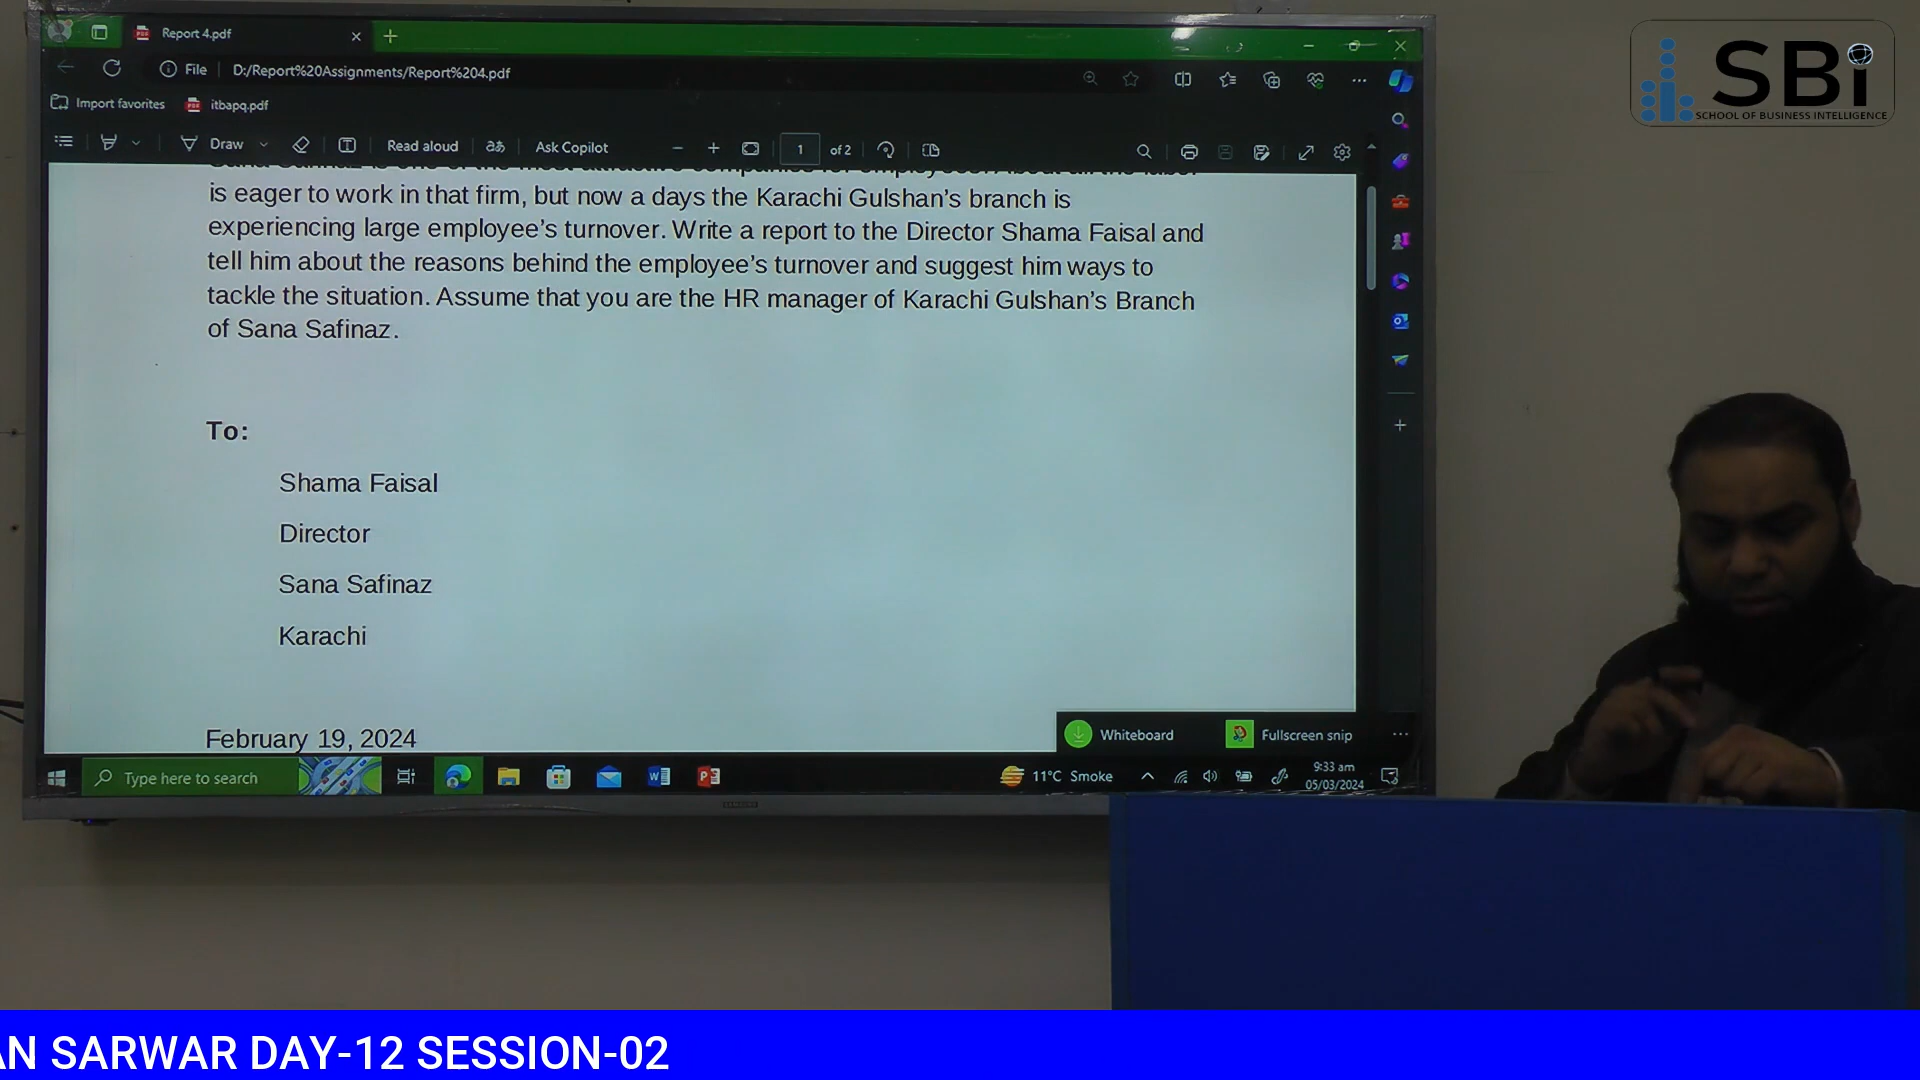 Report 4.pdf
File D:/Report%20Assignments/Report%204.pdf
Import favorites itbapq.pdf
Draw Read aloud Ask Copilot 1 of 2
is eager to work in that firm, but now a days the Karachi Gulshan's branch is
experiencing large employee's turnover. Write a report to the Director Shama Faisal and
tell him about the reasons behind the employee's turnover and suggest him ways to
tackle the situation. Assume that you are the HR manager of Karachi Gulshan's Branch
of Sana Safinaz.
To:
Shama Faisal
Director
Sana Safinaz
Karachi
February 19, 2024
Whiteboard Fullscreen snip
Type here to search
11°C Smoke
9:33 am
05/03/2024
SAMSUNG
SBi
SCHOOL OF BUSINESS INTELLIGENCE
AN SARWAR DAY-12 SESSION-02